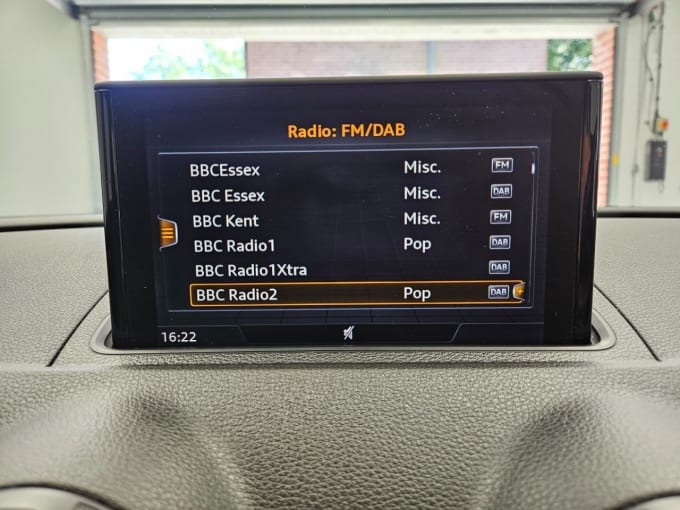 Radio: FM/DAB
BBCEssex Misc. FM
BBC Essex Misc. DAB
BBC Kent Misc. FM
BBC Radio1 Pop DAB
BBC Radio1Xtra DAB
BBC Radio2 Pop DAB
16:22